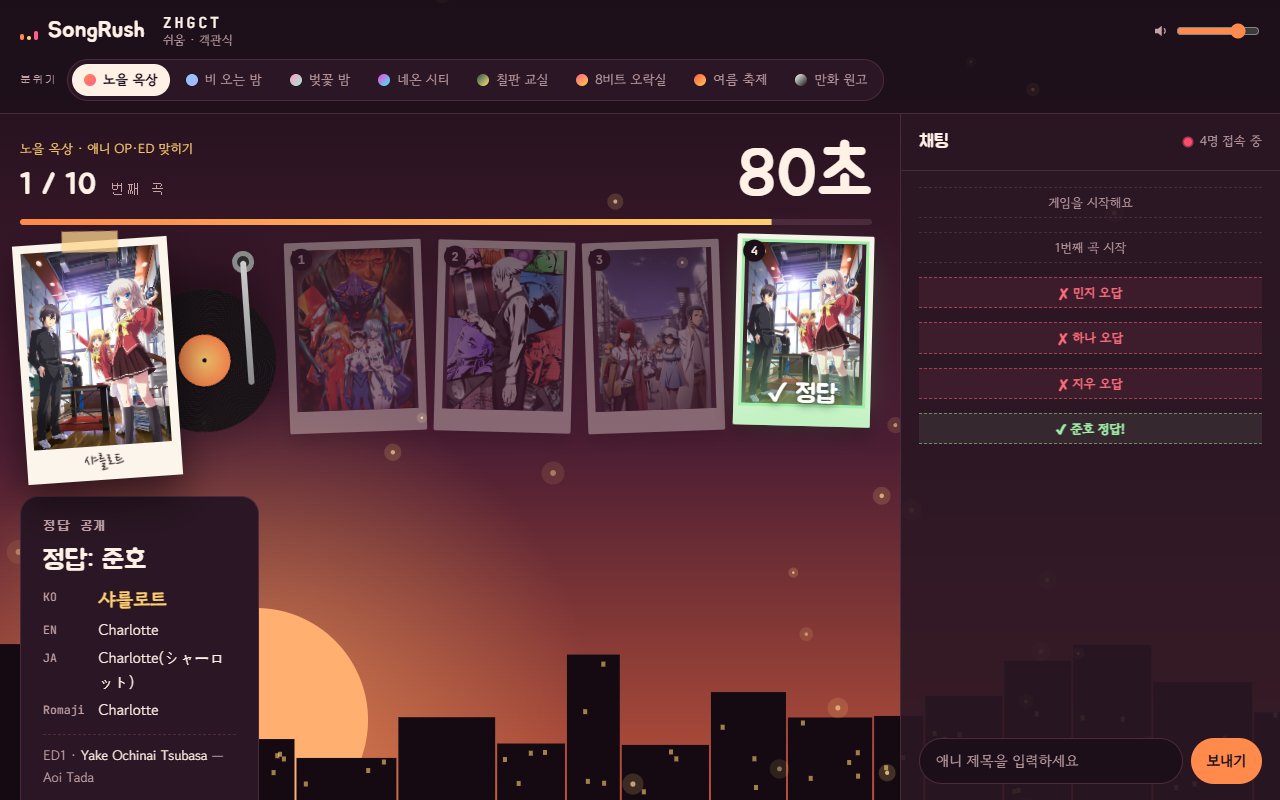 SongRush
ZHGCT
쉬움 · 객관식
분위기
노을 옥상
비 오는 밤
벚꽃 밤
네온 시티
칠판 교실
8비트 오락실
여름 축제
만화 원고
노을 옥상 · 애니 OP·ED 맞히기
1 / 10 번째 곡
80초
샤를로트
1
2
3
4
✓ 정답
정답 공개
정답: 준호
KO 샤를로트
EN Charlotte
JA Charlotte(シャーロ
ット)
Romaji Charlotte
ED1 · Yake Ochinai Tsubasa —
Aoi Tada
채팅
4명 접속 중
게임을 시작해요
1번째 곡 시작
✘ 민지 오답
✘ 하나 오답
✘ 지우 오답
✓ 준호 정답!
애니 제목을 입력하세요
보내기